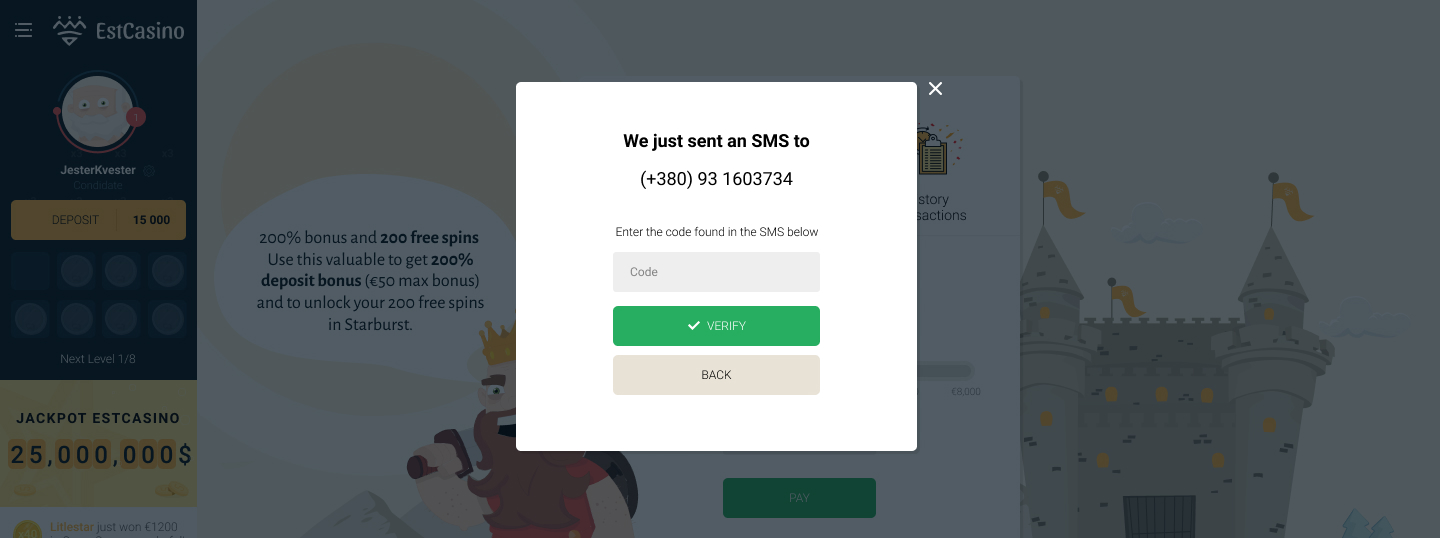 EstCasino
1
JesterKvester
Candidate
DEPOSIT 15 000
Next Level 1/8
JACKPOT ESTCASINO
25,000,000$
Litlestar just won €1200
200% bonus and 200 free spins
Use this valuable to get 200%
deposit bonus (€50 max bonus)
and to unlock your 200 free spins
in Starburst.
We just sent an SMS to
(+380) 93 1603734
Enter the code found in the SMS below
Code
VERIFY
BACK
story
sactions
€8,000
PAY